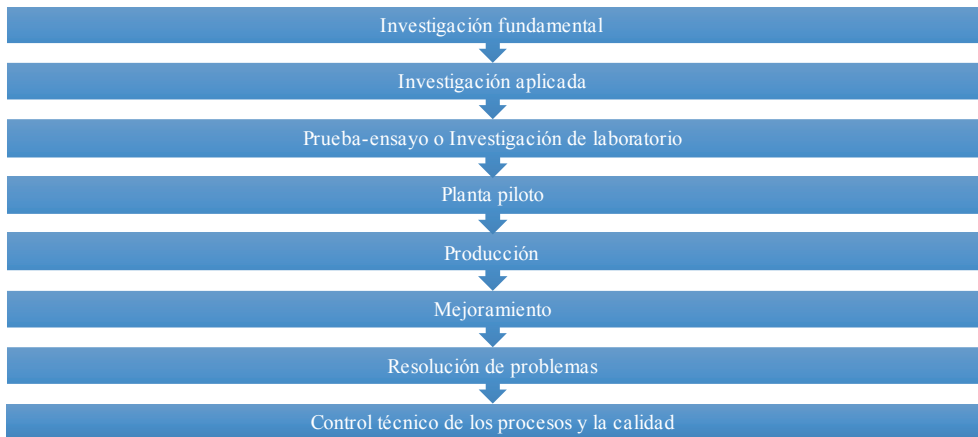 Investigación fundamental
Investigación aplicada
Prueba-ensayo o Investigación de laboratorio
Planta piloto
Producción
Mejoramiento
Resolución de problemas
Control técnico de los procesos y la calidad